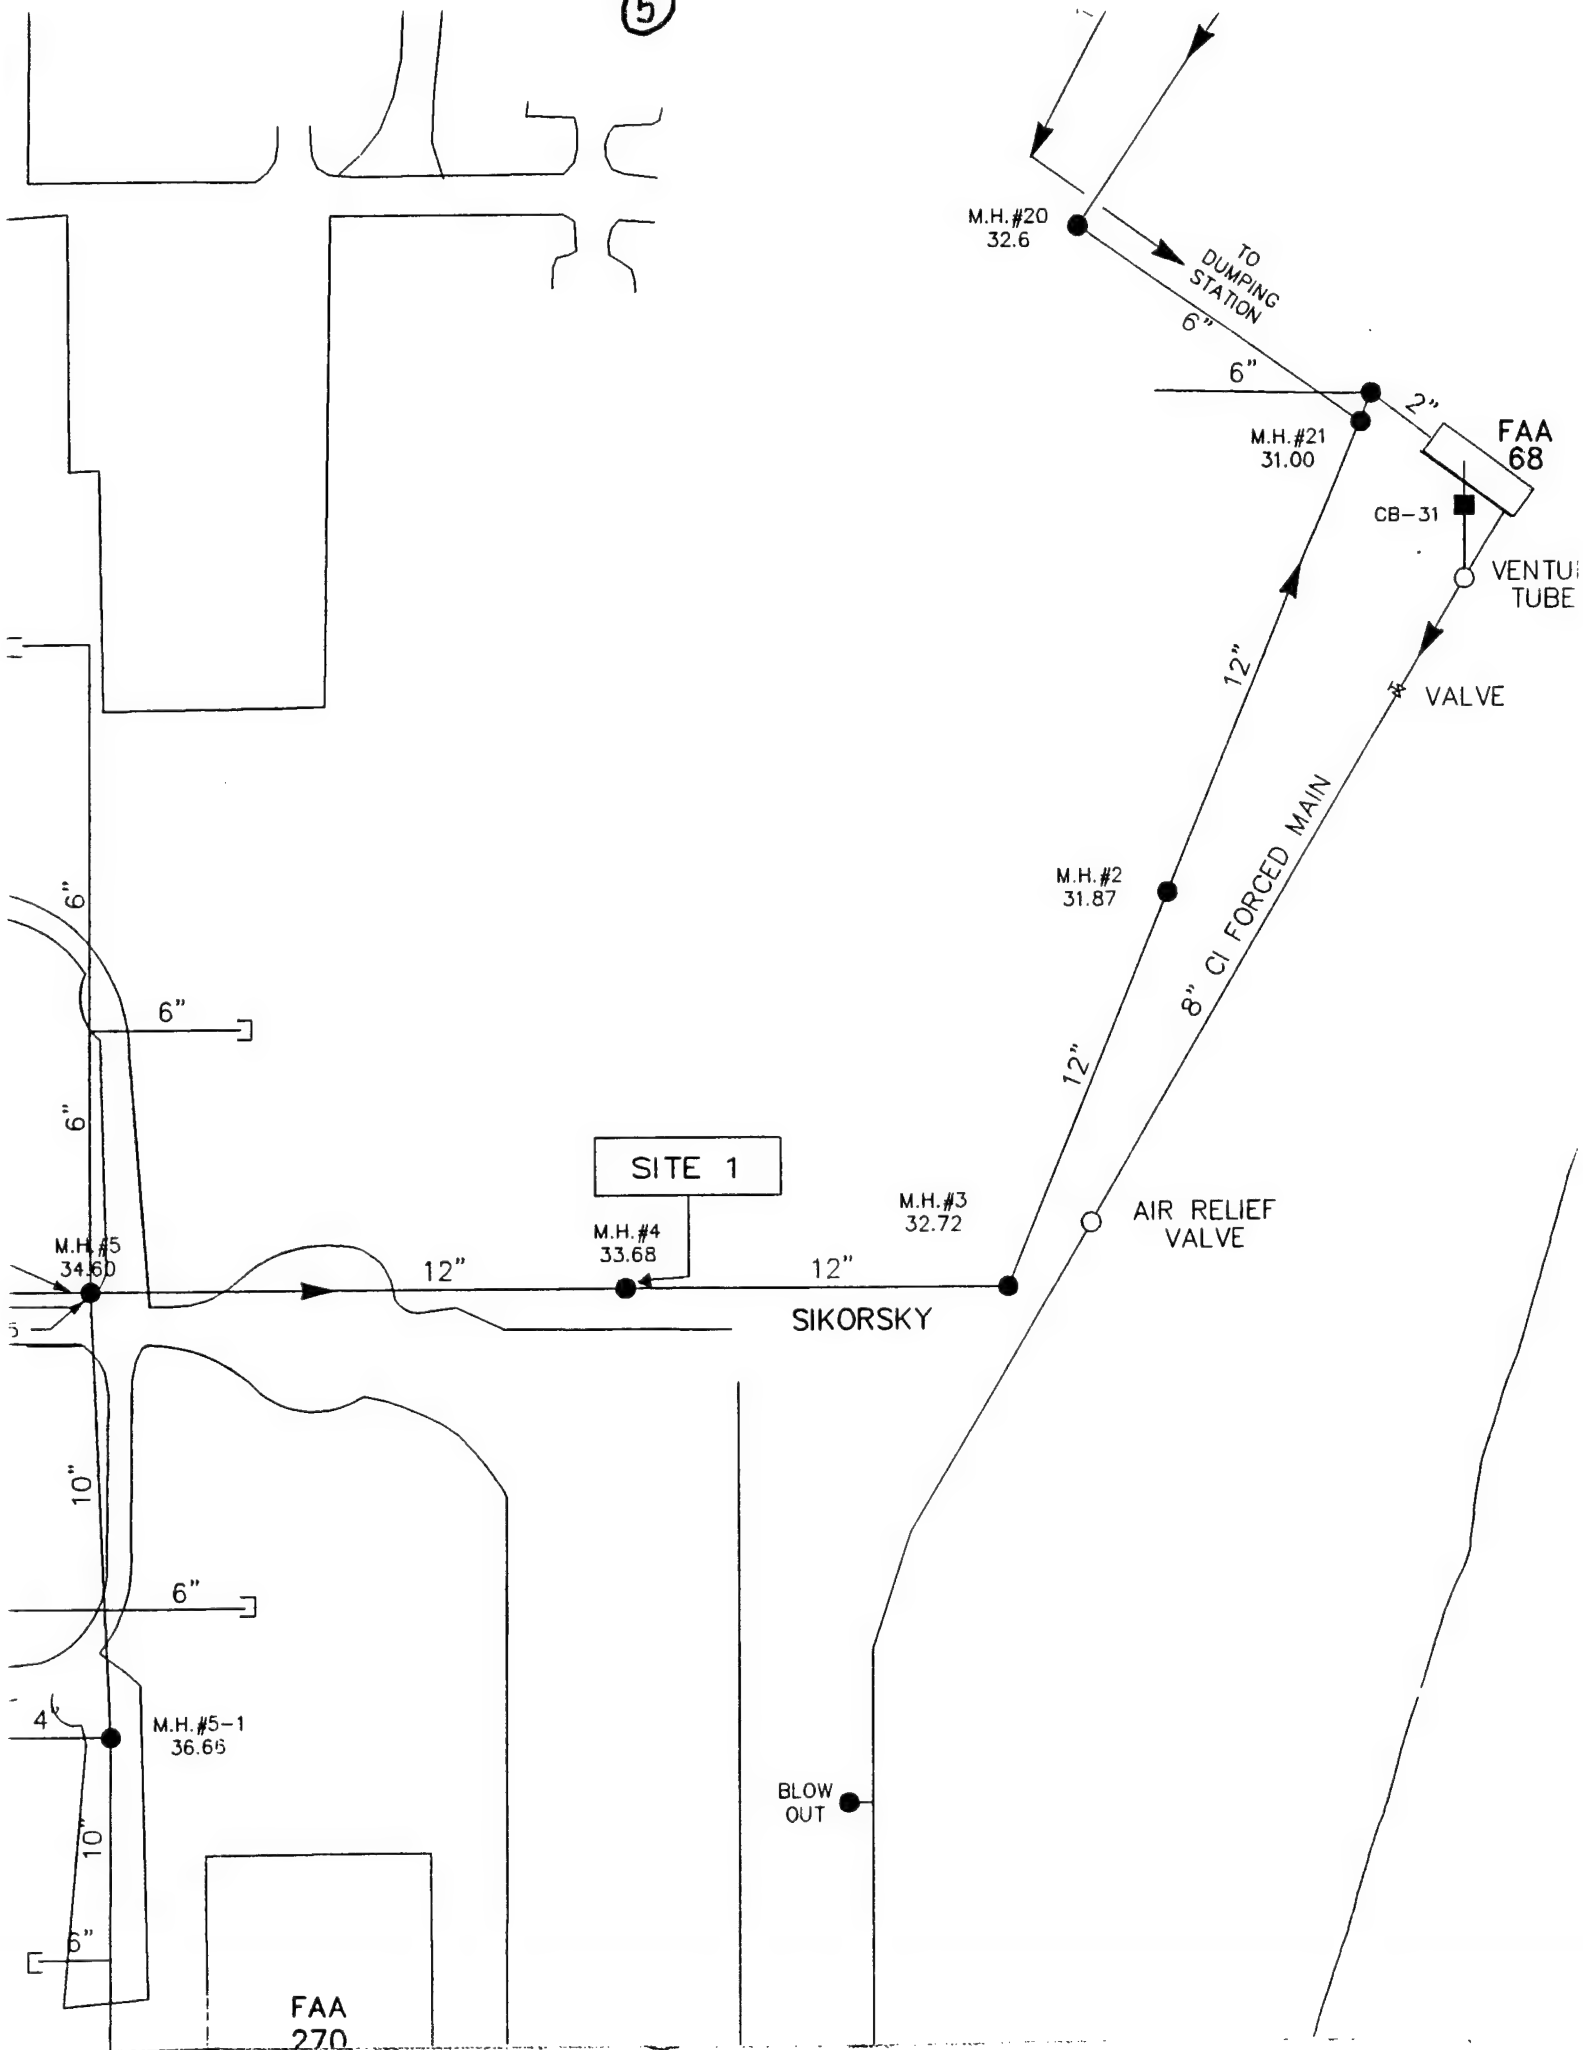 5
M.H.#20
32.6
TO
DUMPING
STATION
6"
6"
2"
M.H.#21
31.00
FAA
68
CB-31
TUBE
VALVE
12"
8" CI FORCED MAIN
M.H.#2
31.87
12"
6"
6"
6"
SITE 1
M.H.#3
32.72
AIR RELIEF
VALVE
M.H.#4
33.68
M.H.#5
34.60
12"
12"
SIKORSKY
5
10"
6"
4"
M.H.#5-1
36.66
BLOW
OUT
10"
6"
FAA
270